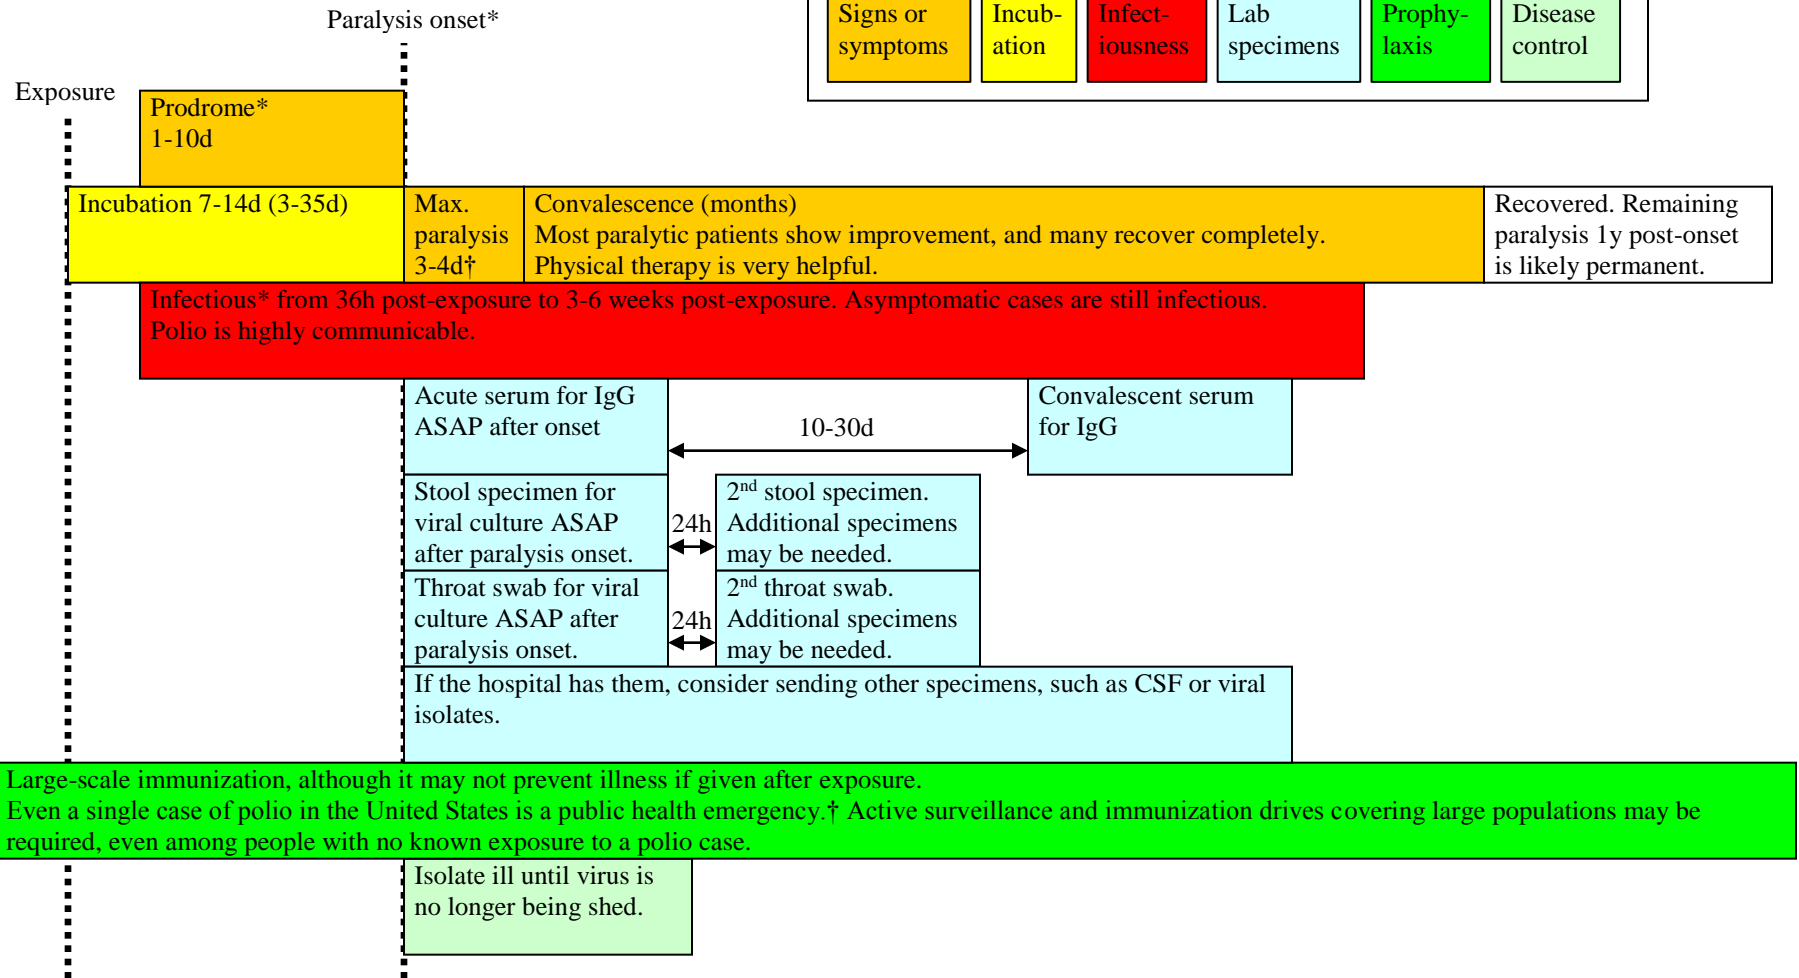 Paralysis onset*
Signs or
symptoms
Incub-
ation
Infect-
iousness
Lab
specimens
Prophy-
laxis
Disease
control
Exposure
Prodrome*
1-10d
Incubation 7-14d (3-35d)
Max.
paralysis
3-4d†
Convalescence (months)
Most paralytic patients show improvement, and many recover completely.
Physical therapy is very helpful.
Recovered. Remaining
paralysis 1y post-onset
is likely permanent.
Infectious* from 36h post-exposure to 3-6 weeks post-exposure. Asymptomatic cases are still infectious.
Polio is highly communicable.
Acute serum for IgG
ASAP after onset
10-30d
Convalescent serum
for IgG
Stool specimen for
viral culture ASAP
after paralysis onset.
24h
2nd stool specimen.
Additional specimens
may be needed.
Throat swab for viral
culture ASAP after
paralysis onset.
24h
2nd throat swab.
Additional specimens
may be needed.
If the hospital has them, consider sending other specimens, such as CSF or viral
isolates.
Large-scale immunization, although it may not prevent illness if given after exposure.
Even a single case of polio in the United States is a public health emergency.† Active surveillance and immunization drives covering large populations may be
required, even among people with no known exposure to a polio case.
Isolate ill until virus is
no longer being shed.